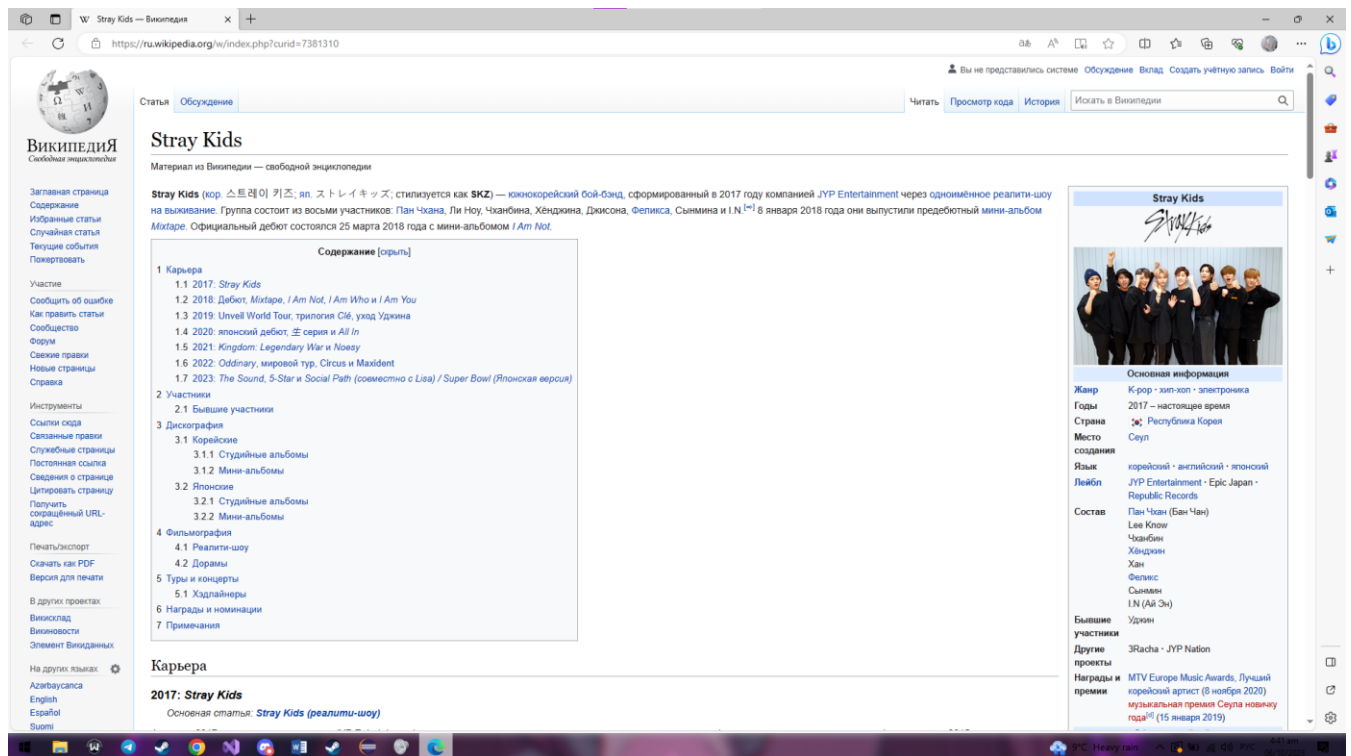 Stray Kids — Википедия
https://ru.wikipedia.org/w/index.php?curid=7381310
Вы не представились системе Обсуждение Вклад Создать учётную запись Войти
Статья Обсуждение
Читать Просмотр кода История Искать в Википедии
ВикипедиЯ
Свободная энциклопедия
Заглавная страница
Содержание
Избранные статьи
Случайная статья
Текущие события
Пожертвовать
Участие
Сообщить об ошибке
Как править статьи
Сообщество
Форум
Свежие правки
Новые страницы
Справка
Инструменты
Ссылки сюда
Связанные правки
Служебные страницы
Постоянная ссылка
Сведения о странице
Цитировать страницу
Получить
сокращённый URL-
адрес
Печать/экспорт
Скачать как PDF
Версия для печати
В других проектах
Викисклад
Викиновости
Элемент Викиданных
На других языках
Azərbaycanca
English
Español
Suomi
Stray Kids
Материал из Википедии — свободной энциклопедии
Stray Kids (кор. 스트레이 키즈; яп. ストレイキッズ; стилизуется как SKZ) — южнокорейский бой-бэнд, сформированный в 2017 году компанией JYP Entertainment через одноимённое реалити-шоу
на выживание. Группа состоит из восьми участников: Пан Чхана, Ли Ноу, Чханбина, Хёнджина, Джисона, Феликса, Сынмина и I.N.[⇨] 8 января 2018 года они выпустили предебютный мини-альбом
Mixtape. Официальный дебют состоялся 25 марта 2018 года с мини-альбомом I Am Not.
Содержание [скрыть]
1 Карьера
1.1 2017: Stray Kids
1.2 2018: Дебют, Mixtape, I Am Not, I Am Who и I Am You
1.3 2019: Unveil World Tour, трилогия Clé, уход Уджина
1.4 2020: японский дебют, 生 серия и All In
1.5 2021: Kingdom: Legendary War и Noesy
1.6 2022: Oddinary, мировой тур, Circus и Maxident
1.7 2023: The Sound, 5-Star и Social Path (совместно с Lisa) / Super Bowl (Японская версия)
2 Участники
2.1 Бывшие участники
3 Дискография
3.1 Корейские
3.1.1 Студийные альбомы
3.1.2 Мини-альбомы
3.2 Японские
3.2.1 Студийные альбомы
3.2.2 Мини-альбомы
4 Фильмография
4.1 Реалити-шоу
4.2 Дорамы
5 Туры и концерты
5.1 Хэдлайнеры
6 Награды и номинации
7 Примечания
Карьера
2017: Stray Kids
Основная статья: Stray Kids (реалити-шоу)
Stray Kids
StrayKids
Основная информация
Жанр K-pop · хип-хоп · электроника
Годы 2017 – настоящее время
Страна Республика Корея
Место создания Сеул
Язык корейский · английский · японский
Лейбл JYP Entertainment · Epic Japan ·
Republic Records
Состав Пан Чхан (Бан Чан)
Lee Know
Чханбин
Хёнджин
Хан
Феликс
Сынмин
I.N (Ай Эн)
Бывшие участники Уджин
Другие проекты 3Racha · JYP Nation
Награды и премии MTV Europe Music Awards, Лучший
корейский артист (8 ноября 2020)
музыкальная премия Сеула новичку
года[d] (15 января 2019)
9°C Heavy rain
РУС
4:41 am